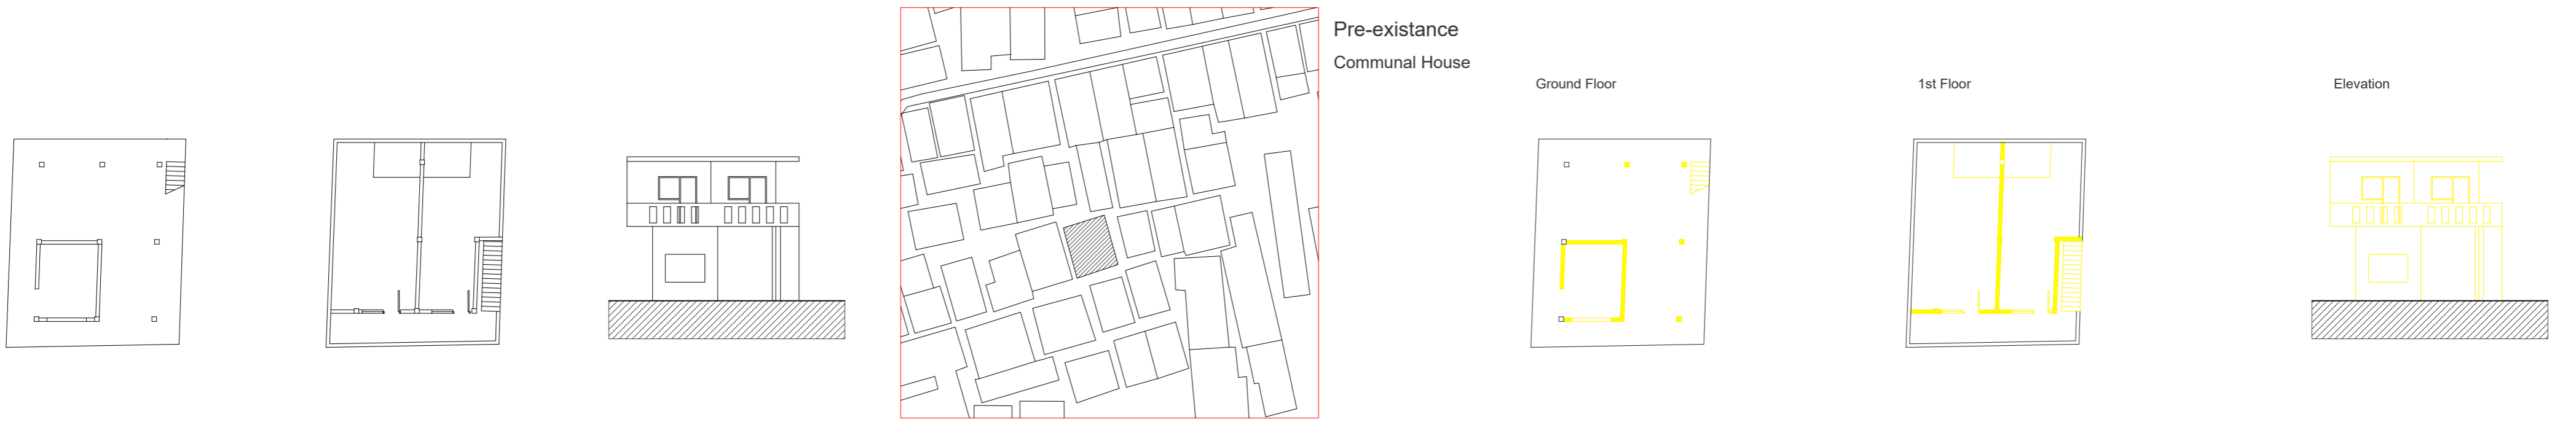 Pre-existance
Communal House
Ground Floor
1st Floor
Elevation